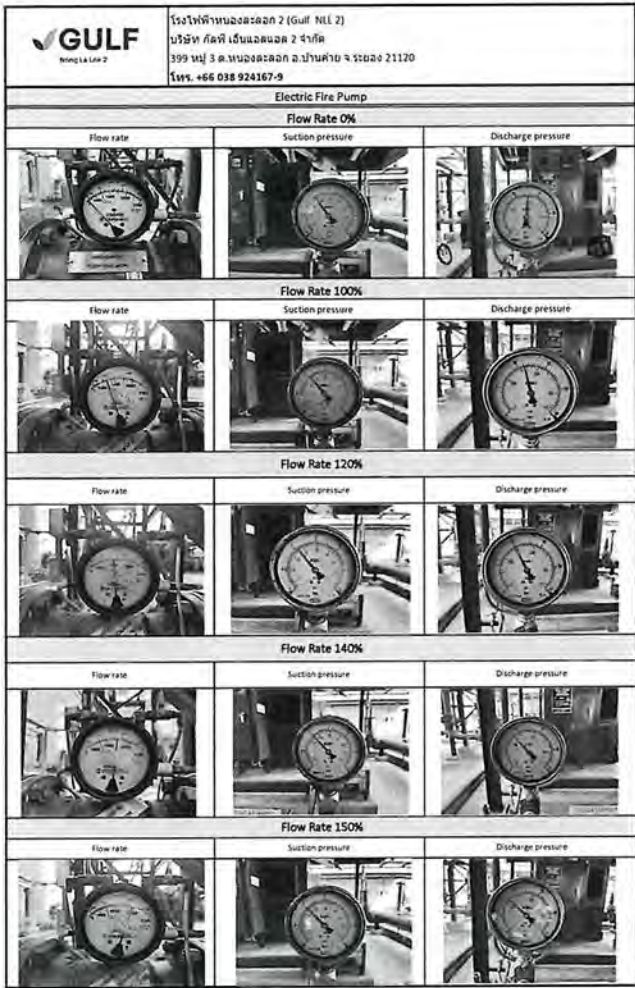 GULF
Nong La Lok 2
โรงไฟฟ้าหนองละลอก 2 (Gulf NLL 2)
บริษัท กัลฟ์ เอ็นแอลแอล 2 จำกัด
399 หมู่ 3 ต.หนองละลอก อ.บ้านค่าย จ.ระยอง 21120
โทร. +66 038 924167-9
Electric Fire Pump
Flow Rate 0%
Flow rate Suction pressure Discharge pressure
Flow Rate 100%
Flow rate Suction pressure Discharge pressure
Flow Rate 120%
Flow rate Suction pressure Discharge pressure
Flow Rate 140%
Flow rate Suction pressure Discharge pressure
Flow Rate 150%
Flow rate Suction pressure Discharge pressure